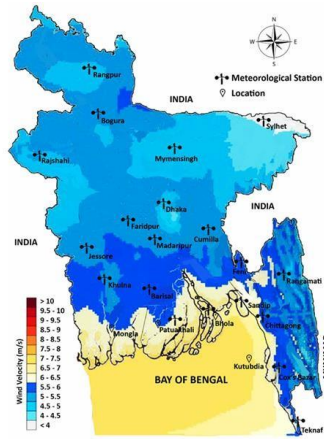 N
W
E
S
Meteorological Station
Location
Rangpur
INDIA
Bogura
Sylhet
Rajshahi
Mymensingh
Dhaka
INDIA
Faridpur
Cumilla
Madaripur
INDIA
Jessore
Feni
Rangamati
Khulna
Barisal
Sandip
Patuakhali
Bhola
Chittagong
Mongla
Kutubdia
Cox's Bazar
BAY OF BENGAL
Teknaf
Wind Velocity (m/s)
> 10
9.5 - 10
9 - 9.5
8.5 - 9
8 - 8.5
7.5 - 8
7 - 7.5
6.5 - 7
6 - 6.5
5.5 - 6
5 - 5.5
4.5 - 5
4 - 4.5
< 4